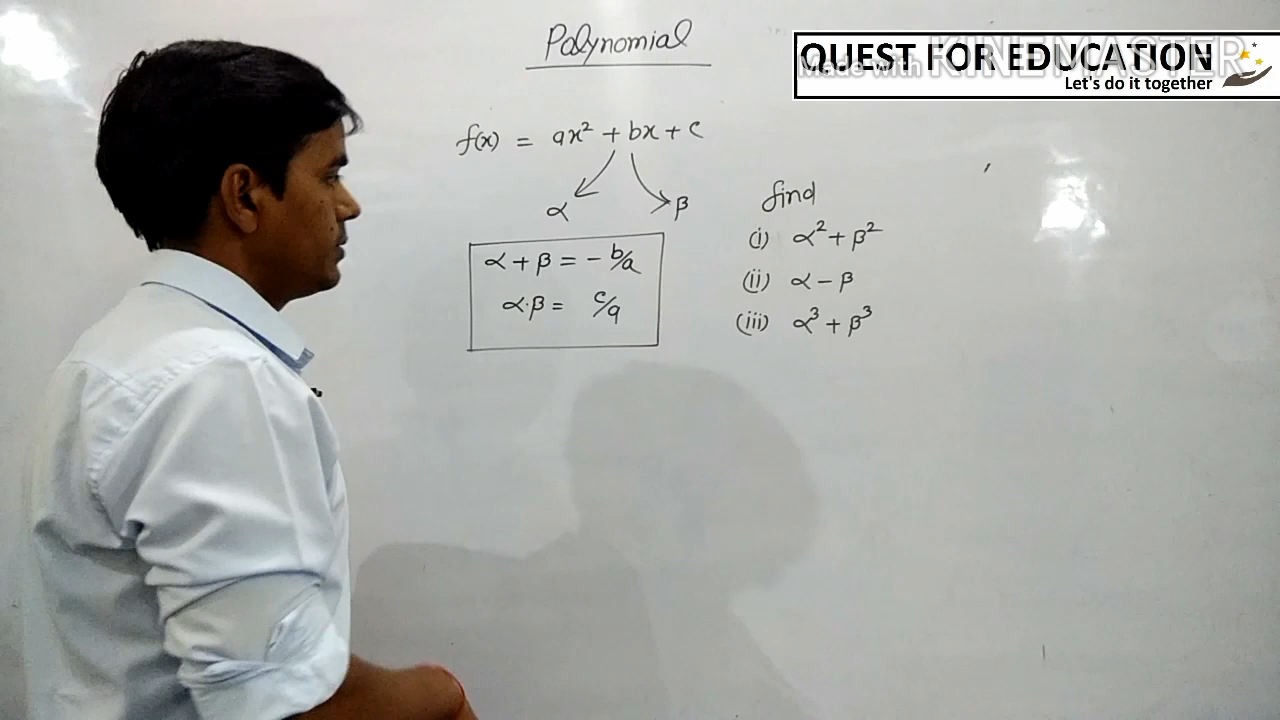 Polynomial
QUEST FOR EDUCATION
Made with KINEMASTER
Let's do it together
f(x) = ax² + bx + c
α β
α + β = - b/a
α·β = c/a
find
(i) α² + β²
(ii) α - β
(iii) α³ + β³